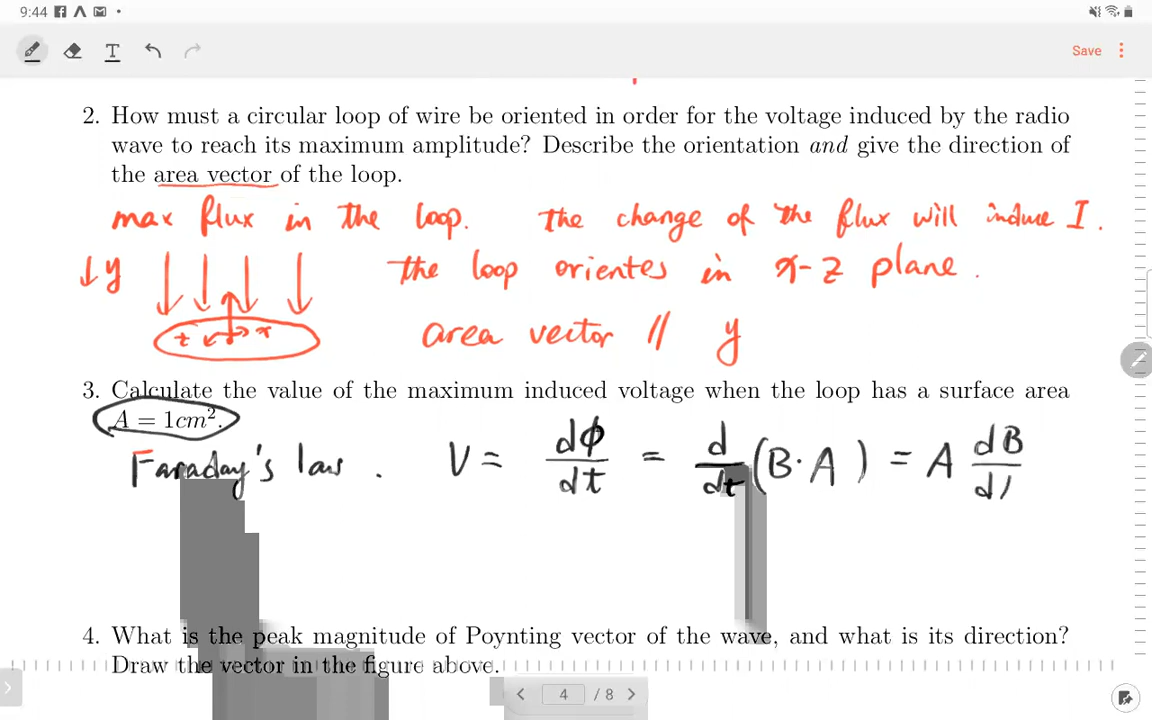 9:44
T
Save
2. How must a circular loop of wire be oriented in order for the voltage induced by the radio
wave to reach its maximum amplitude? Describe the orientation and give the direction of
the area vector of the loop.
max flux in the loop. The change of the flux will induce I.
↓y the loop orientes in x-z plane.
z x
area vector // y
3. Calculate the value of the maximum induced voltage when the loop has a surface area
A = 1cm².
Faraday's law. V = dϕ/dt = d/dt (B·A) = A dB/d
4. What is the peak magnitude of Poynting vector of the wave, and what is its direction?
Draw the vector in the figure above.
< 4 / 8 >